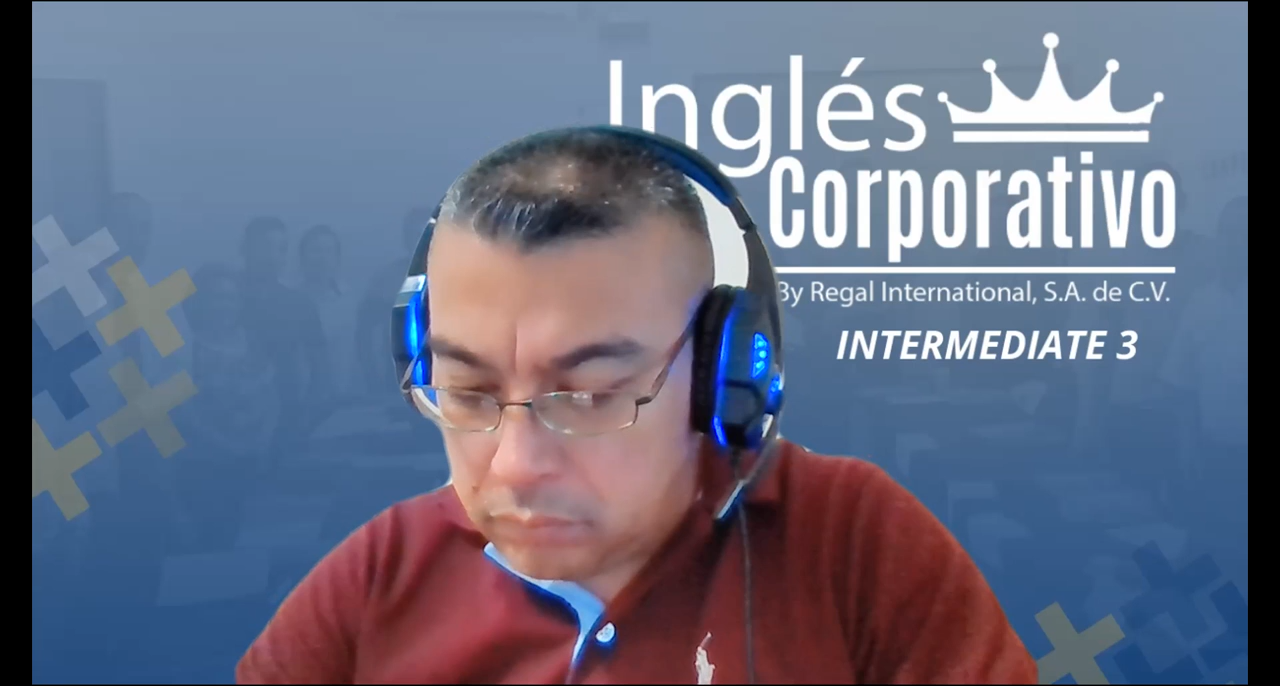 Inglés
Corporativo
By Regal International, S.A. de C.V.
INTERMEDIATE 3